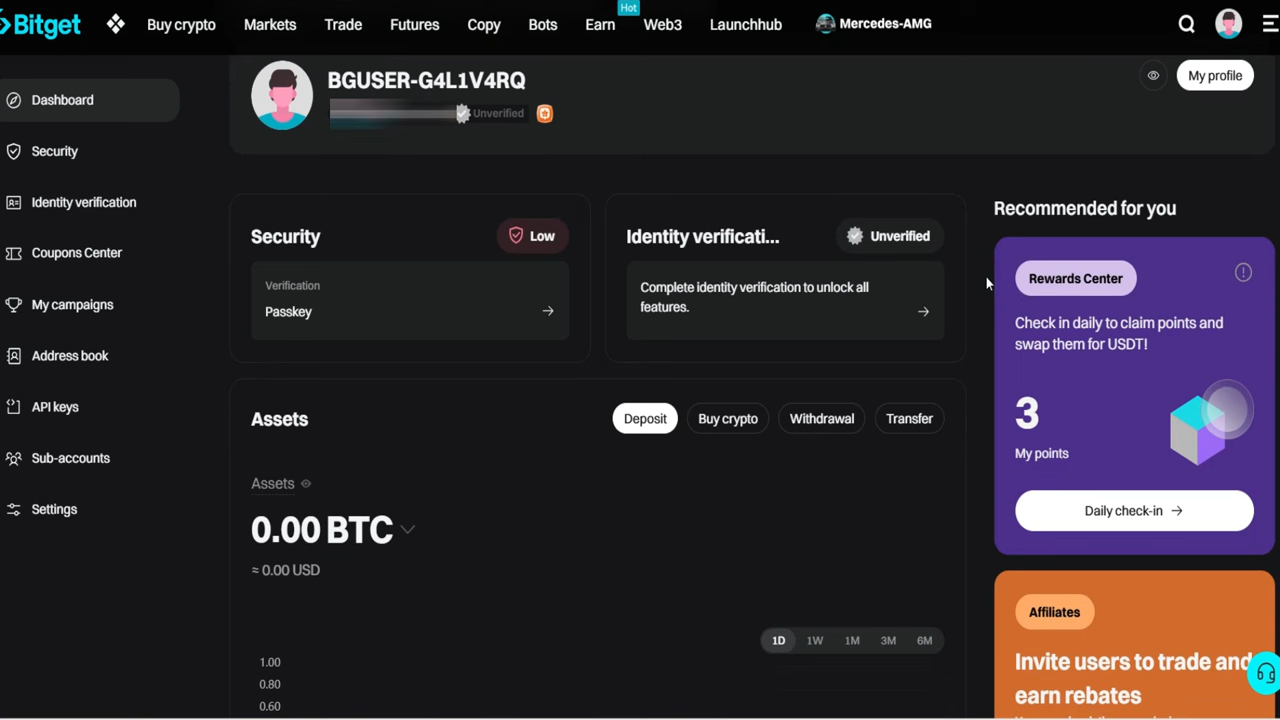 Bitget
Buy crypto
Markets
Trade
Futures
Copy
Bots
Earn
Hot
Web3
Launchhub
Mercedes-AMG
BGUSER-G4L1V4RQ
Unverified
My profile
Dashboard
Security
Identity verification
Coupons Center
My campaigns
Address book
API keys
Sub-accounts
Settings
Security
Low
Verification
Passkey
Identity verificati...
Unverified
Complete identity verification to unlock all
features.
Assets
Deposit
Buy crypto
Withdrawal
Transfer
Assets
0.00 BTC
≈ 0.00 USD
1D
1W
1M
3M
6M
1.00
0.80
0.60
Recommended for you
Rewards Center
Check in daily to claim points and
swap them for USDT!
3
My points
Daily check-in →
Affiliates
Invite users to trade and
earn rebates